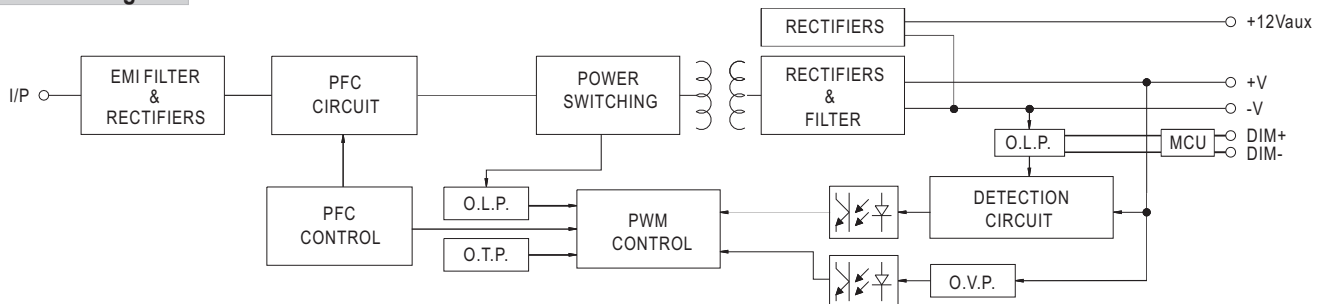 RECTIFIERS
+12Vaux
I/P
EMI FILTER
&
RECTIFIERS
PFC
CIRCUIT
POWER
SWITCHING
RECTIFIERS
&
FILTER
+V
-V
O.L.P.
MCU
DIM+
DIM-
PFC
CONTROL
O.L.P.
O.T.P.
PWM
CONTROL
DETECTION
CIRCUIT
O.V.P.